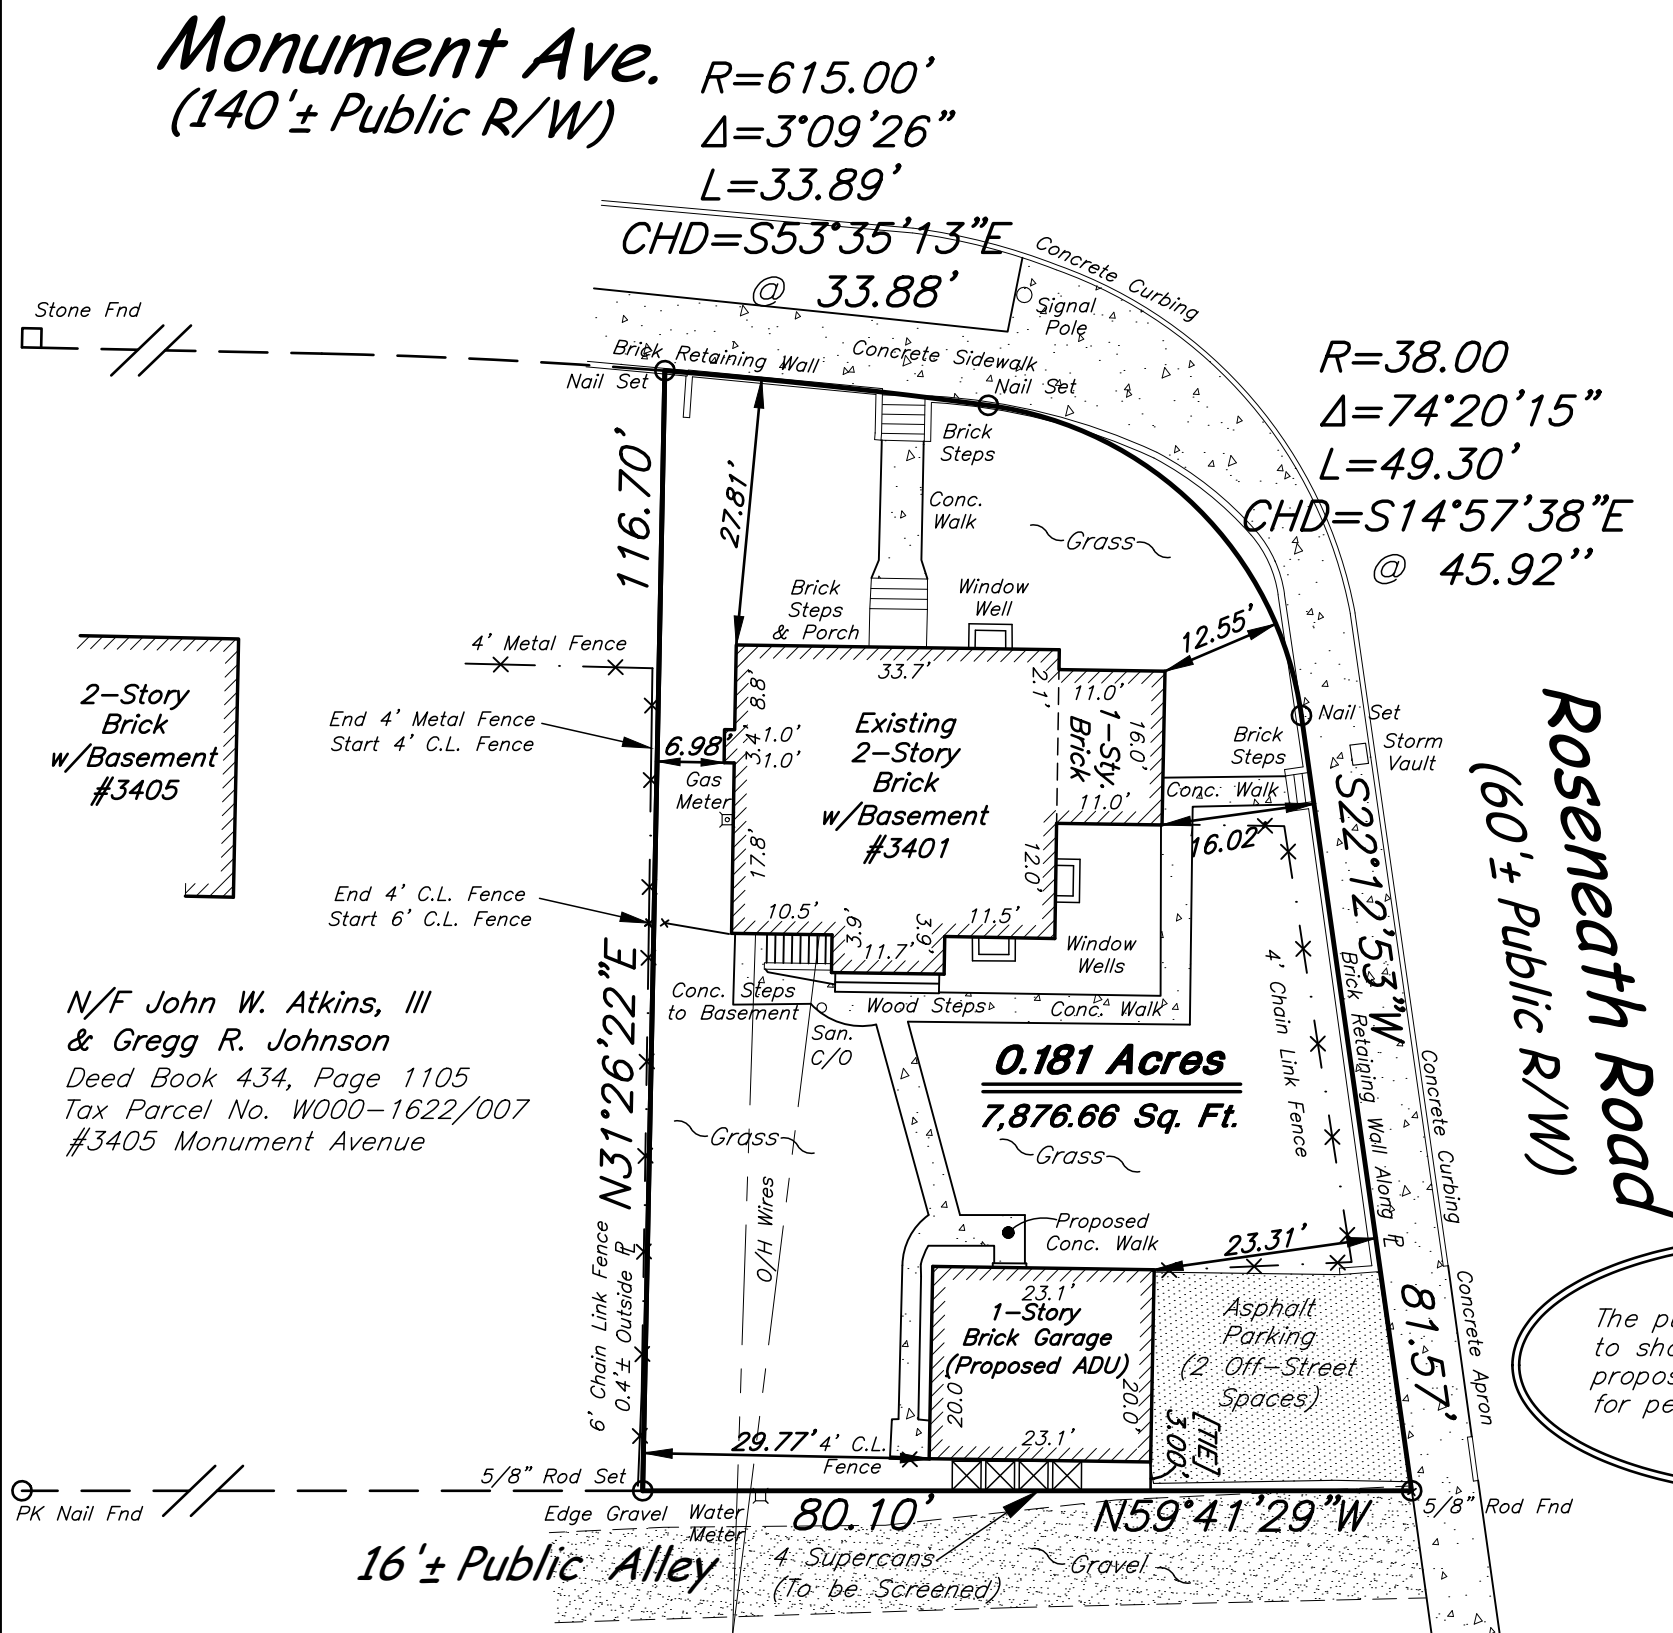 Monument Ave.
(140'± Public R/W)
R=615.00'
Δ=3°09'26"
L=33.89'
CHD=S53°35'13"E
@ 33.88'
Concrete Curbing
Signal
Pole
Stone Fnd
Brick Retaining Wall
Concrete Sidewalk
Nail Set
Nail Set
R=38.00
Δ=74°20'15"
L=49.30'
CHD=S14°57'38"E
@ 45.92''
116.70'
27.81'
Brick
Steps
Conc.
Walk
Grass
Brick
Steps
& Porch
Window
Well
12.55'
4' Metal Fence
2-Story
Brick
w/Basement
#3405
End 4' Metal Fence
Start 4' C.L. Fence
6.98'
Gas
Meter
33.7'
8.8'
3.4'
1.0'
1.0'
17.8'
2.1'
11.0'
16.0'
11.0'
1-Sty.
Brick
Existing
2-Story
Brick
w/Basement
#3401
12.0'
10.5'
3.9'
11.7'
3.9'
11.5'
Nail Set
Brick
Steps
Storm
Vault
Conc. Walk
16.02'
S22°12'53"W
Roseneath Road
(60'± Public R/W)
End 4' C.L. Fence
Start 6' C.L. Fence
Window
Wells
Conc. Steps
to Basement
Wood Steps
Conc. Walk
San.
C/O
N31°26'22"E
N/F John W. Atkins, III
& Gregg R. Johnson
Deed Book 434, Page 1105
Tax Parcel No. W000-1622/007
#3405 Monument Avenue
0.181 Acres
7,876.66 Sq. Ft.
4' Chain Link Fence
Brick Retaining Wall Along PL
Concrete Curbing
Grass
Grass
O/H Wires
Proposed
Conc. Walk
23.31'
6' Chain Link Fence
0.4'± Outside PL
23.1'
1-Story
Brick Garage
(Proposed ADU)
20.0'
20.0'
23.1'
Asphalt
Parking
(2 Off-Street
Spaces)
[TIE]
3.00'
81.57'
Concrete Apron
The
to
for
29.77'
4' C.L.
Fence
5/8" Rod Set
PK Nail Fnd
Edge Gravel
Water
Meter
80.10'
N59°41'29"W
5/8" Rod Fnd
16'± Public Alley
4 Supercans
(To be Screened)
Gravel